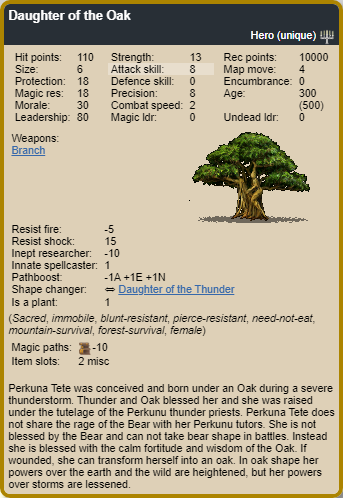 Daughter of the Oak
Hero (unique)
Hit points: 110 Strength: 13 Rec points: 10000
Size: 6 Attack skill: 8 Map move: 4
Protection: 18 Defence skill: 0 Encumbrance: 0
Magic res: 18 Precision: 8 Age: 300
Morale: 30 Combat speed: 2 (500)
Leadership: 80 Magic ldr: 0 Undead ldr: 0
Weapons:
Branch
Resist fire: -5
Resist shock: 15
Inept researcher: -10
Innate spellcaster: 1
Pathboost: -1A +1E +1N
Shape changer: ⇔ Daughter of the Thunder
Is a plant: 1
(Sacred, immobile, blunt-resistant, pierce-resistant, need-not-eat,
mountain-survival, forest-survival, female)
Magic paths: -10
Item slots: 2 misc
Perkuna Tete was conceived and born under an Oak during a severe
thunderstorm. Thunder and Oak blessed her and she was raised
under the tutelage of the Perkunu thunder priests. Perkuna Tete does
not share the rage of the Bear with her Perkunu tutors. She is not
blessed by the Bear and can not take bear shape in battles. Instead
she is blessed with the calm fortitude and wisdom of the Oak. If
wounded, she can transform herself into an oak. In oak shape her
powers over the earth and the wild are heightened, but her powers
over storms are lessened.